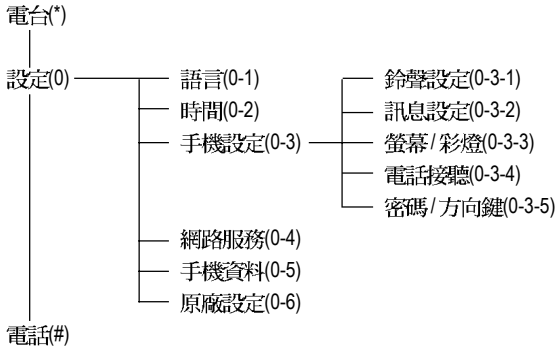 電台(*)
設定(0)
語言(0-1)
時間(0-2)
手機設定(0-3)
鈴聲設定(0-3-1)
訊息設定(0-3-2)
螢幕/彩燈(0-3-3)
電話接聽(0-3-4)
密碼/方向鍵(0-3-5)
網路服務(0-4)
手機資料(0-5)
原廠設定(0-6)
電話(#)